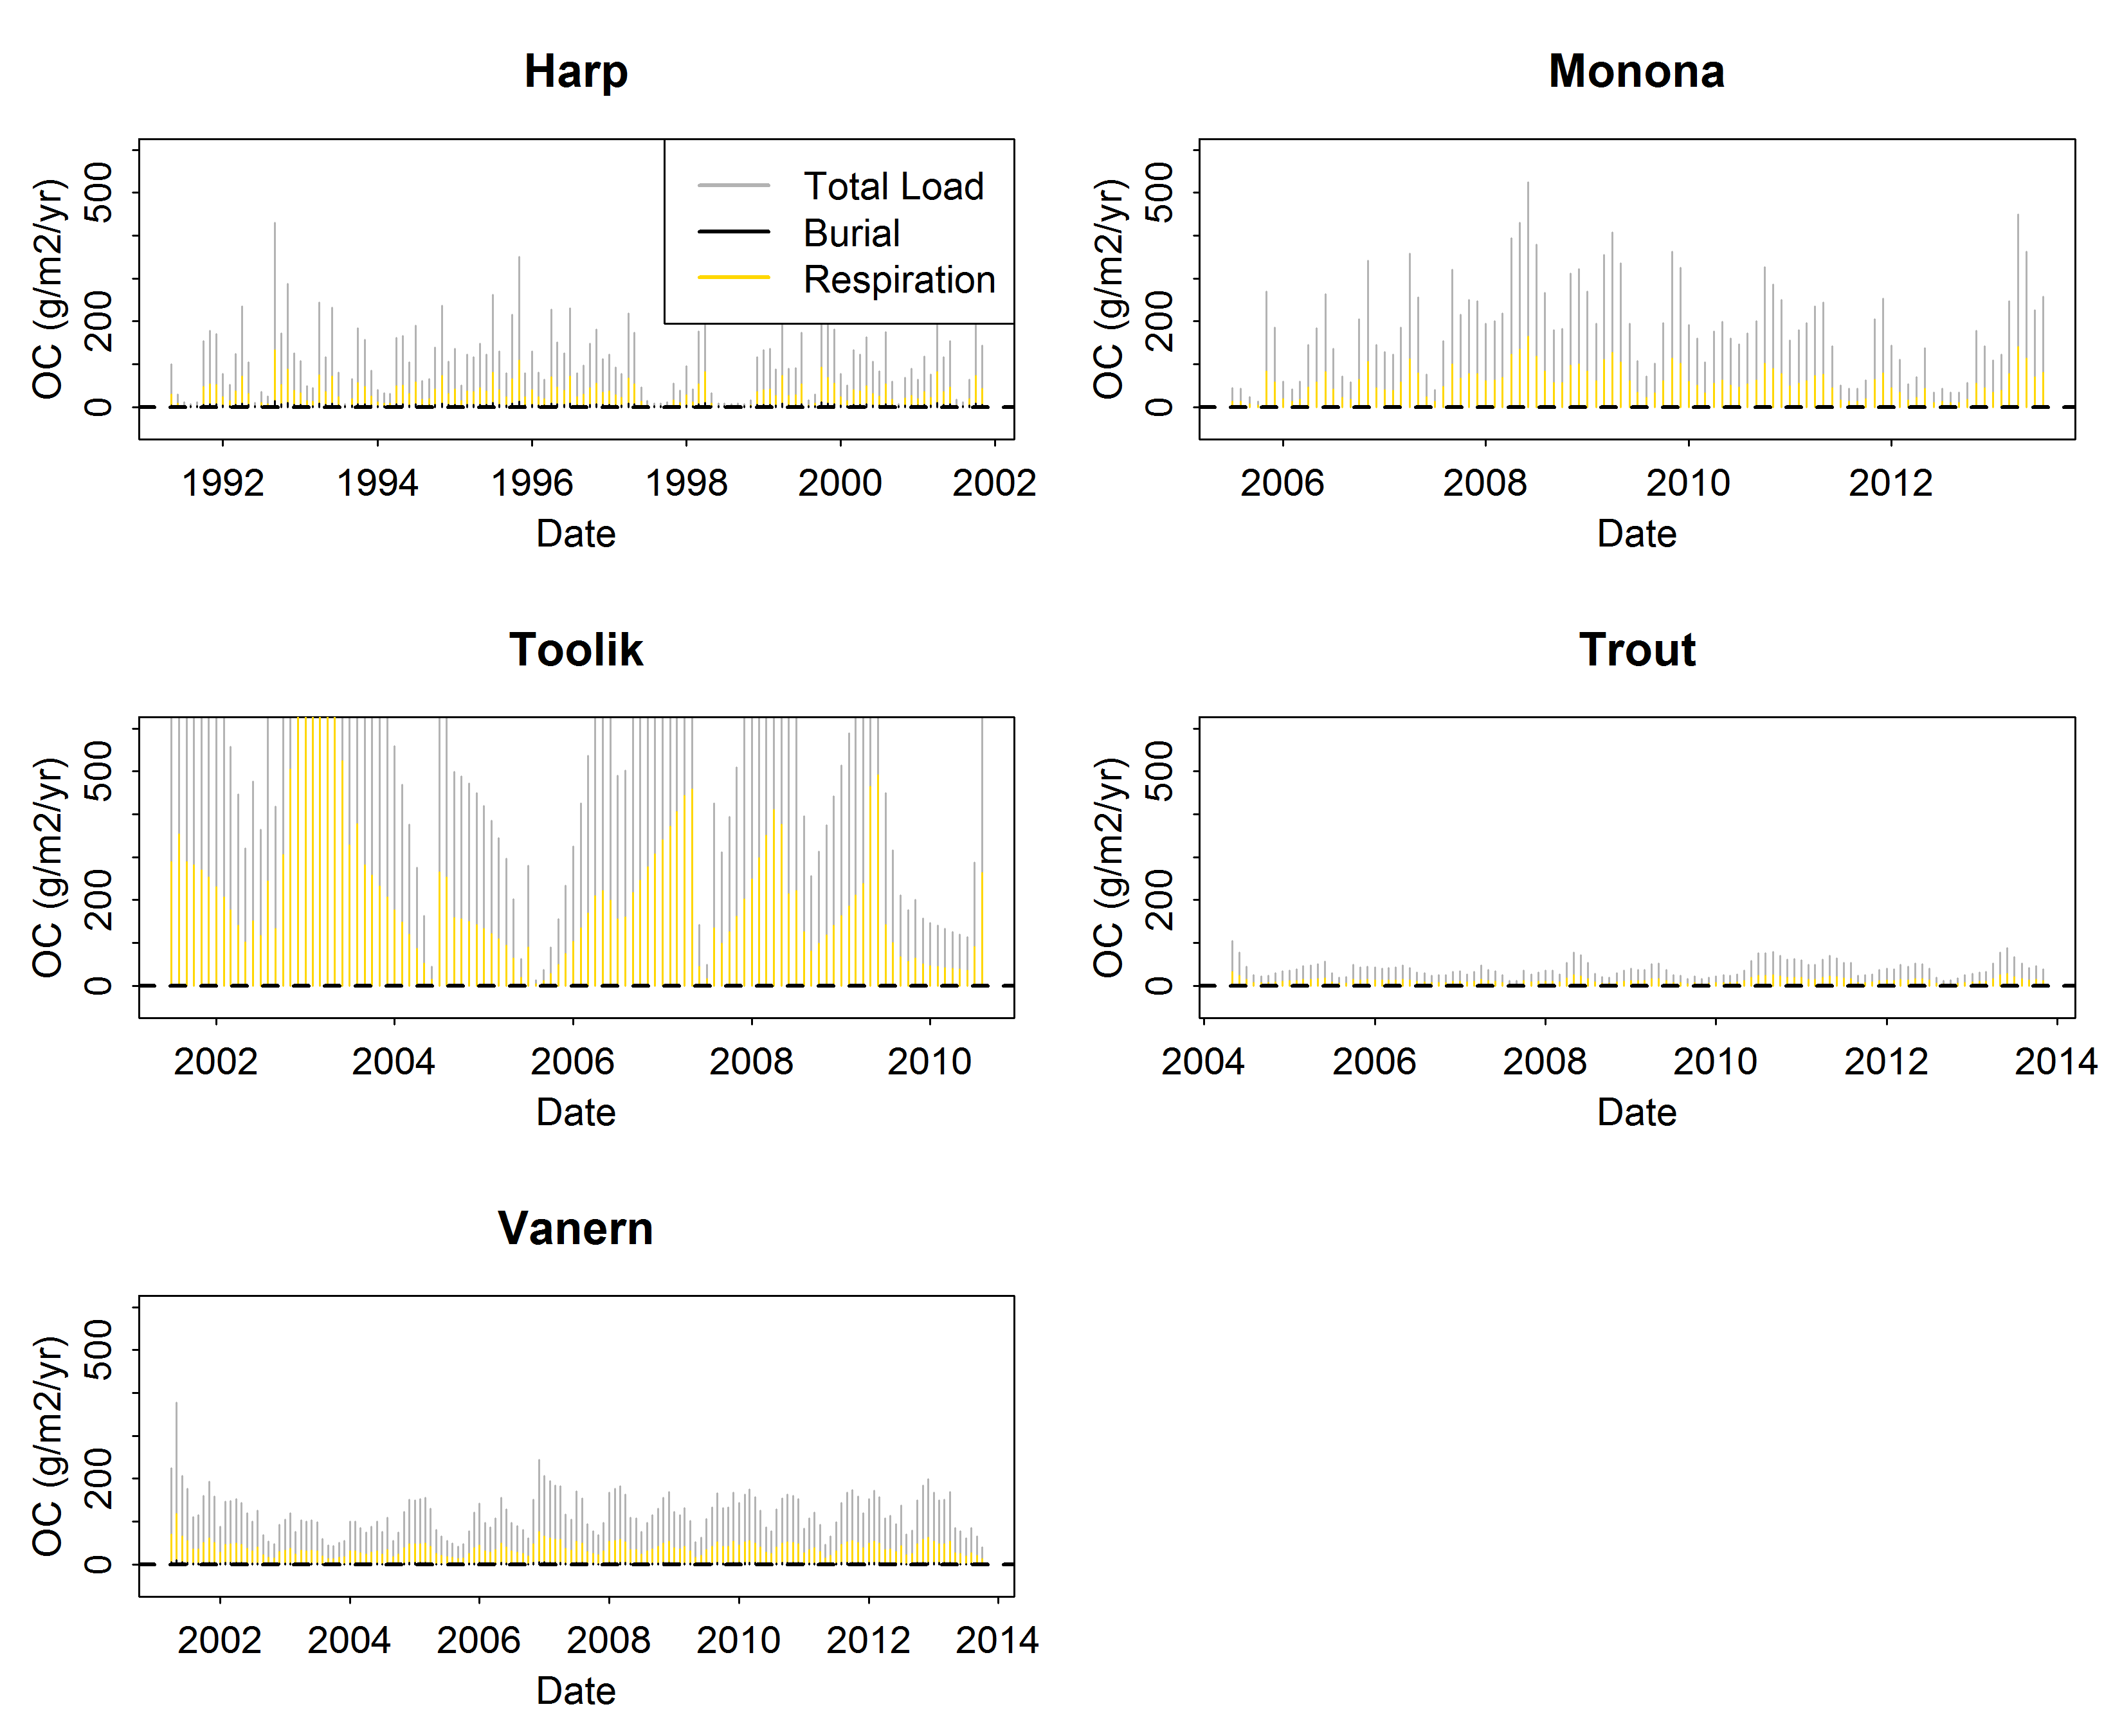 Harp
OC (g/m2/yr)
0 200 500
Total Load
Burial
Respiration
1992 1994 1996 1998 2000 2002
Date
Monona
OC (g/m2/yr)
0 200 500
2006 2008 2010 2012
Date
Toolik
OC (g/m2/yr)
0 200 500
2002 2004 2006 2008 2010
Date
Trout
OC (g/m2/yr)
0 200 500
2004 2006 2008 2010 2012 2014
Date
Vanern
OC (g/m2/yr)
0 200 500
2002 2004 2006 2008 2010 2012 2014
Date